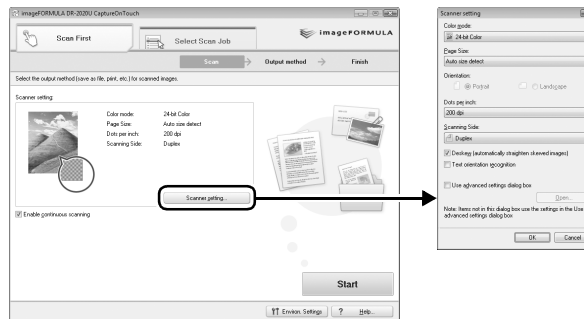 imageFORMULA DR-2020U CaptureOnTouch
Scan First
Select Scan Job
imageFORMULA
Scan
Output method
Finish
Select the output method (save as file, print, etc.) for scanned images.
Scanner setting:
Color mode: 24-bit Color
Page Size: Auto size detect
Dots per inch: 200 dpi
Scanning Side: Duplex
Scanner setting...
Enable continuous scanning
Start
Environ. Settings
? Help...
Scanner setting
Color mode:
24-bit Color
Page Size:
Auto size detect
Orientation:
Portrait
Landscape
Dots per inch:
200 dpi
Scanning Side:
Duplex
Deskew (automatically straighten skewed images)
Text orientation recognition
Use advanced settings dialog box
Open...
Note: Items not in this dialog box use the settings in the Use
advanced settings dialog box
OK
Cancel